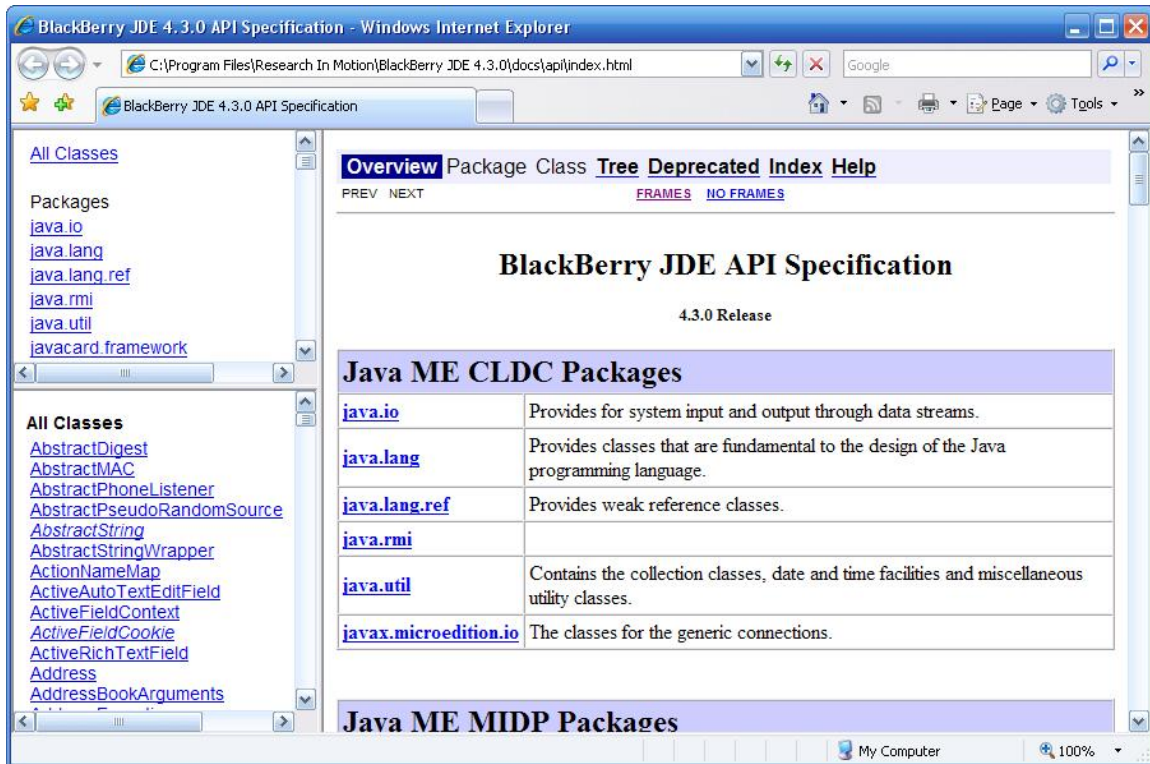 BlackBerry JDE 4.3.0 API Specification - Windows Internet Explorer
C:\Program Files\Research In Motion\BlackBerry JDE 4.3.0\docs\api\index.html
Google
BlackBerry JDE 4.3.0 API Specification
Page
Tools
»
All Classes
Packages
java.io
java.lang
java.lang.ref
java.rmi
java.util
javacard.framework
All Classes
AbstractDigest
AbstractMAC
AbstractPhoneListener
AbstractPseudoRandomSource
AbstractString
AbstractStringWrapper
ActionNameMap
ActiveAutoTextEditField
ActiveFieldContext
ActiveFieldCookie
ActiveRichTextField
Address
AddressBookArguments
Overview Package Class Tree Deprecated Index Help
PREV NEXT FRAMES NO FRAMES
BlackBerry JDE API Specification
4.3.0 Release
Java ME CLDC Packages
java.io Provides for system input and output through data streams.
java.lang Provides classes that are fundamental to the design of the Java
programming language.
java.lang.ref Provides weak reference classes.
java.rmi
java.util Contains the collection classes, date and time facilities and miscellaneous
utility classes.
javax.microedition.io The classes for the generic connections.
Java ME MIDP Packages
My Computer
100%